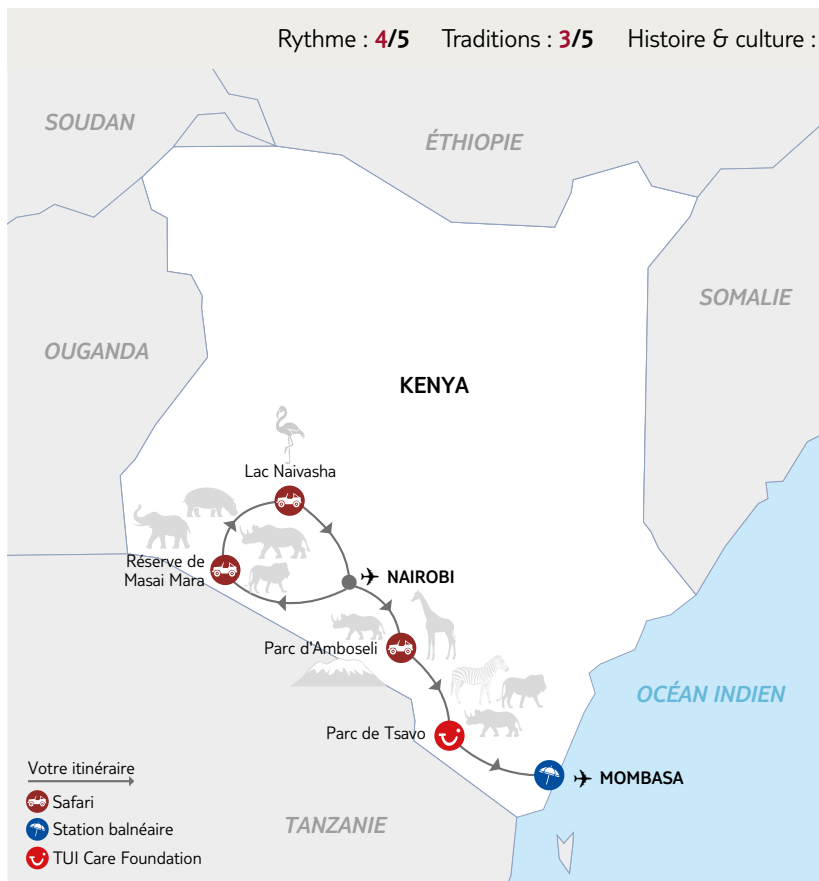 Rythme : 4/5 Traditions : 3/5 Histoire & culture :
SOUDAN
ÉTHIOPIE
SOMALIE
OUGANDA
KENYA
Lac Naivasha
Réserve de
Masai Mara
NAIROBI
Parc d'Amboseli
OCÉAN INDIEN
Parc de Tsavo
MOMBASA
Votre itinéraire
Safari
Station balnéaire
TUI Care Foundation
TANZANIE